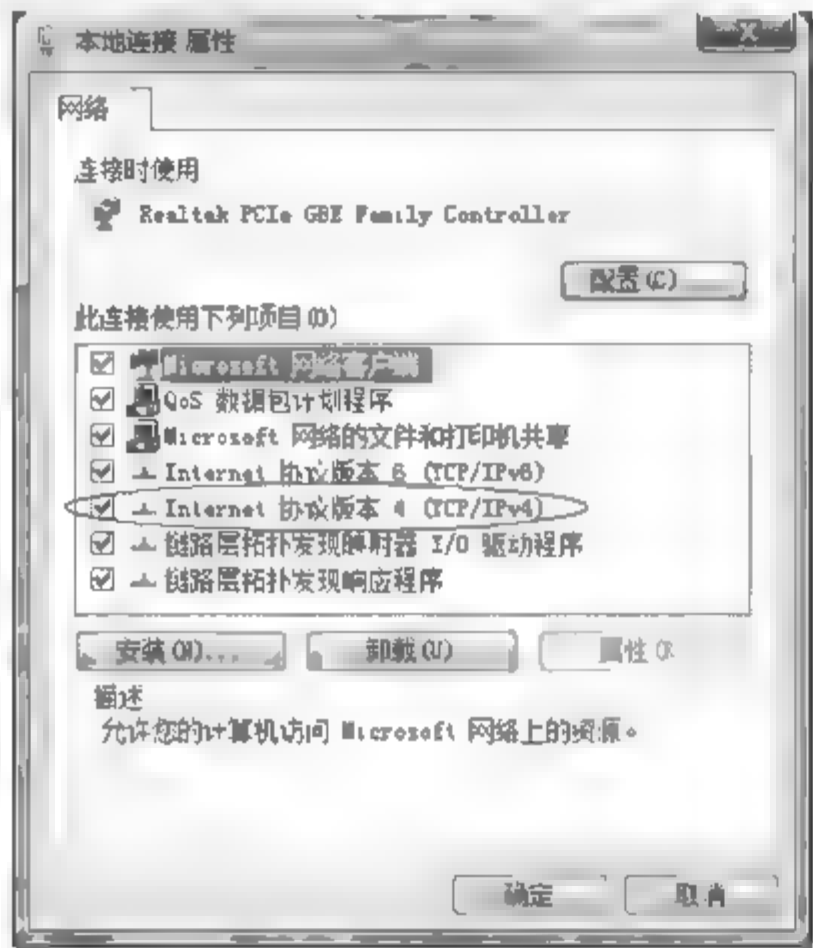 本地连接 属性
网络
连接时使用
Realtek PCIe GBE Family Controller
配置(C)
此连接使用下列项目(O)
Microsoft 网络客户端
QoS 数据包计划程序
Microsoft 网络的文件和打印机共享
Internet 协议版本 6 (TCP/IPv6)
Internet 协议版本 4 (TCP/IPv4)
链路层拓扑发现映射器 I/O 驱动程序
链路层拓扑发现响应程序
安装(N)... 卸载(U) 属性(R
描述
允许您的计算机访问 Microsoft 网络上的资源。
确定 取消